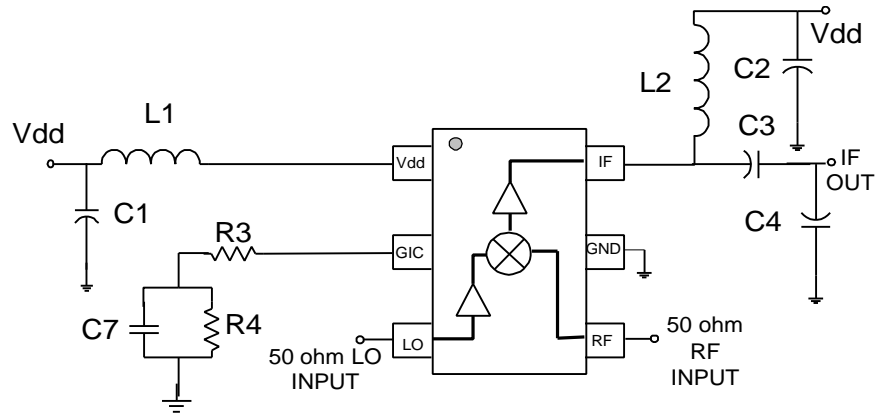 Vdd
L2
C2
L1
Vdd
C3
Vdd
IF
IF
OUT
C1
C4
R3
GIC
GND
C7
R4
LO
RF
50 ohm LO
INPUT
50 ohm
RF
INPUT